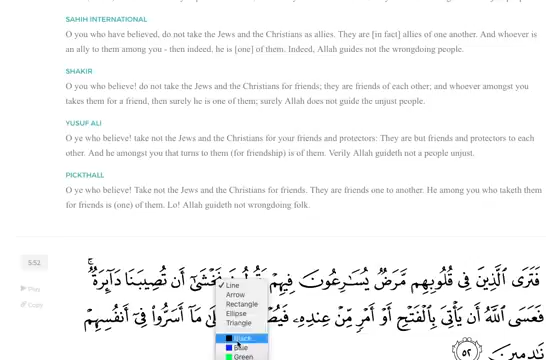 SAHIH INTERNATIONAL
O you who have believed, do not take the Jews and the Christians as allies. They are [in fact] allies of one another. And whoever is
an ally to them among you - then indeed, he is [one] of them. Indeed, Allah guides not the wrongdoing people.
SHAKIR
O you who believe! do not take the Jews and the Christians for friends; they are friends of each other; and whoever amongst you
takes them for a friend, then surely he is one of them; surely Allah does not guide the unjust people.
YUSUF ALI
O ye who believe! take not the Jews and the Christians for your friends and protectors: They are but friends and protectors to each
other. And he amongst you that turns to them (for friendship) is of them. Verily Allah guideth not a people unjust.
PICKTHALL
O ye who believe! Take not the Jews and the Christians for friends. They are friends one to another. He among you who taketh them
for friends is (one) of them. Lo! Allah guideth not wrongdoing folk.
5:52
فَتَرَى ٱلَّذِينَ فِى قُلُوبِهِم مَّرَضٌ يُسَـٰرِعُونَ فِيهِمْ نَخْشَىٰٓ أَن تُصِيبَنَا دَآئِرَةٌ ۚ
Play
Copy
فَعَسَى ٱللَّهُ أَن يَأْتِىَ بِٱلْفَتْحِ أَوْ أَمْرٍ مِّنْ عِندِهِۦ مَآ أَسَرُّوا۟ فِىٓ أَنفُسِهِمْ
نَـٰدِمِينَ ٥٢
✓ Line
Arrow
Rectangle
Ellipse
Triangle
Black
Blue
Green